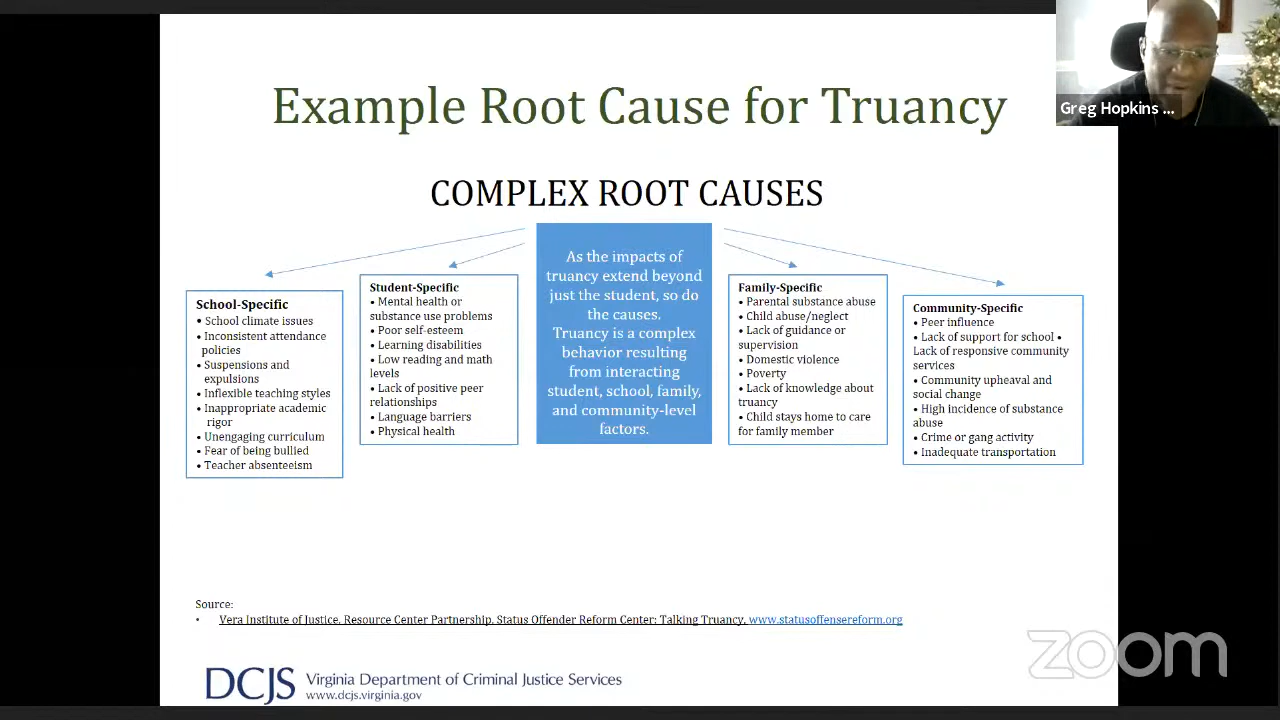 Example Root Cause for Truancy
Greg Hopkins ...
COMPLEX ROOT CAUSES
School-Specific
• School climate issues
• Inconsistent attendance
policies
• Suspensions and
expulsions
• Inflexible teaching styles
• Inappropriate academic
rigor
• Unengaging curriculum
• Fear of being bullied
• Teacher absenteeism
Student-Specific
• Mental health or
substance use problems
• Poor self-esteem
• Learning disabilities
• Low reading and math
levels
• Lack of positive peer
relationships
• Language barriers
• Physical health
As the impacts of
truancy extend beyond
just the student, so do
the causes.
Truancy is a complex
behavior resulting
from interacting
student, school, family,
and community-level
factors.
Family-Specific
• Parental substance abuse
• Child abuse/neglect
• Lack of guidance or
supervision
• Domestic violence
• Poverty
• Lack of knowledge about
truancy
• Child stays home to care
for family member
Community-Specific
• Peer influence
• Lack of support for school •
Lack of responsive community
services
• Community upheaval and
social change
• High incidence of substance
abuse
• Crime or gang activity
• Inadequate transportation
Source:
• Vera Institute of Justice, Resource Center Partnership, Status Offender Reform Center: Talking Truancy, www.statusoffensereform.org
DCJS Virginia Department of Criminal Justice Services
www.dcjs.virginia.gov
zoom